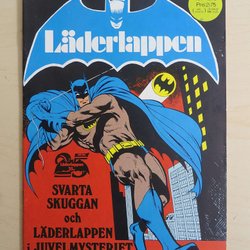 Pris 2:75
Läderlappen
25
SVARTA
SKUGGAN
och
LÄDERLAPPEN
i JUVELMYSTERIET